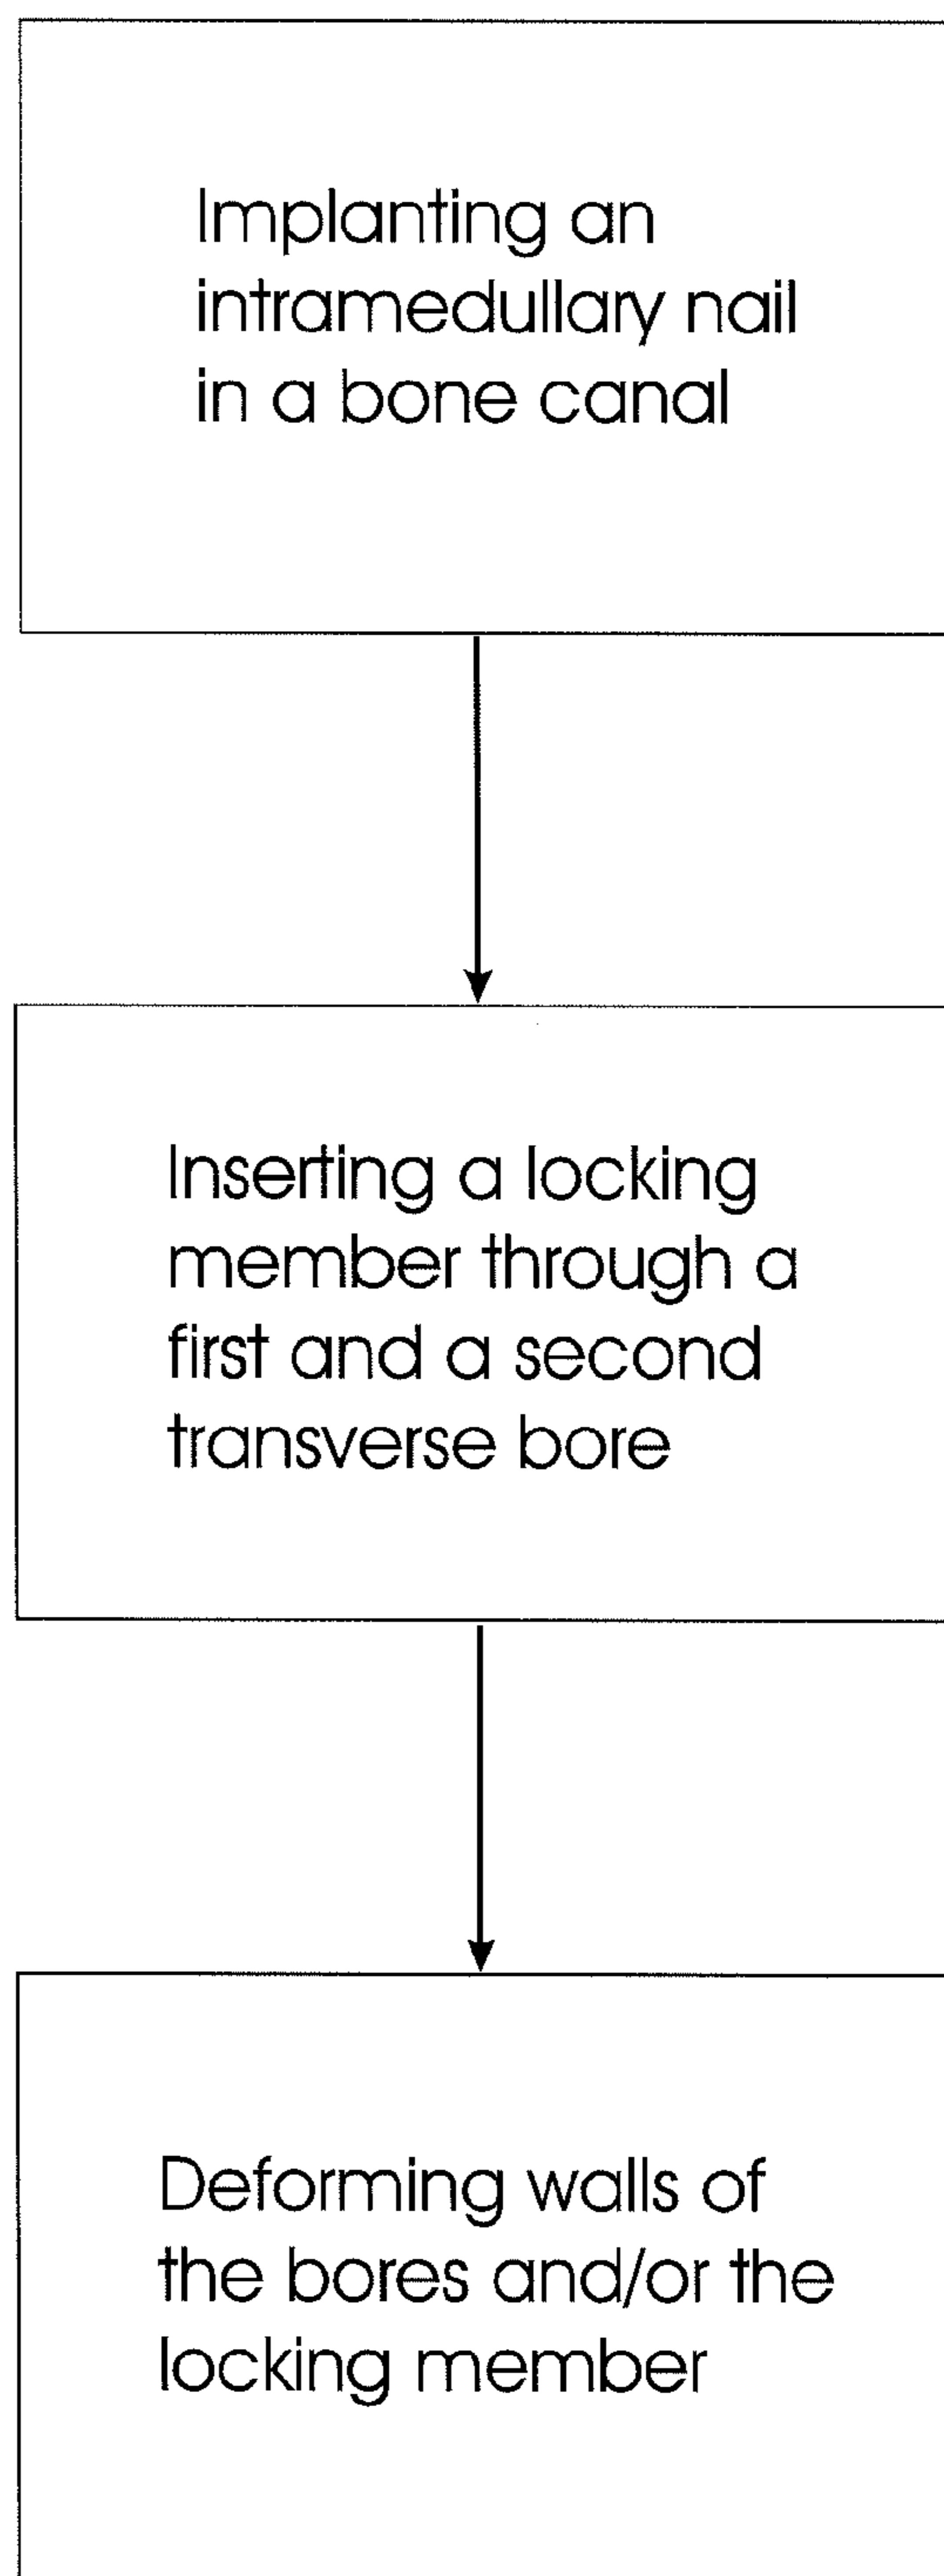 Implanting an
intramedullary nail
in a bone canal
Inserting a locking
member through a
first and a second
transverse bore
Deforming walls of
the bores and/or the
locking member